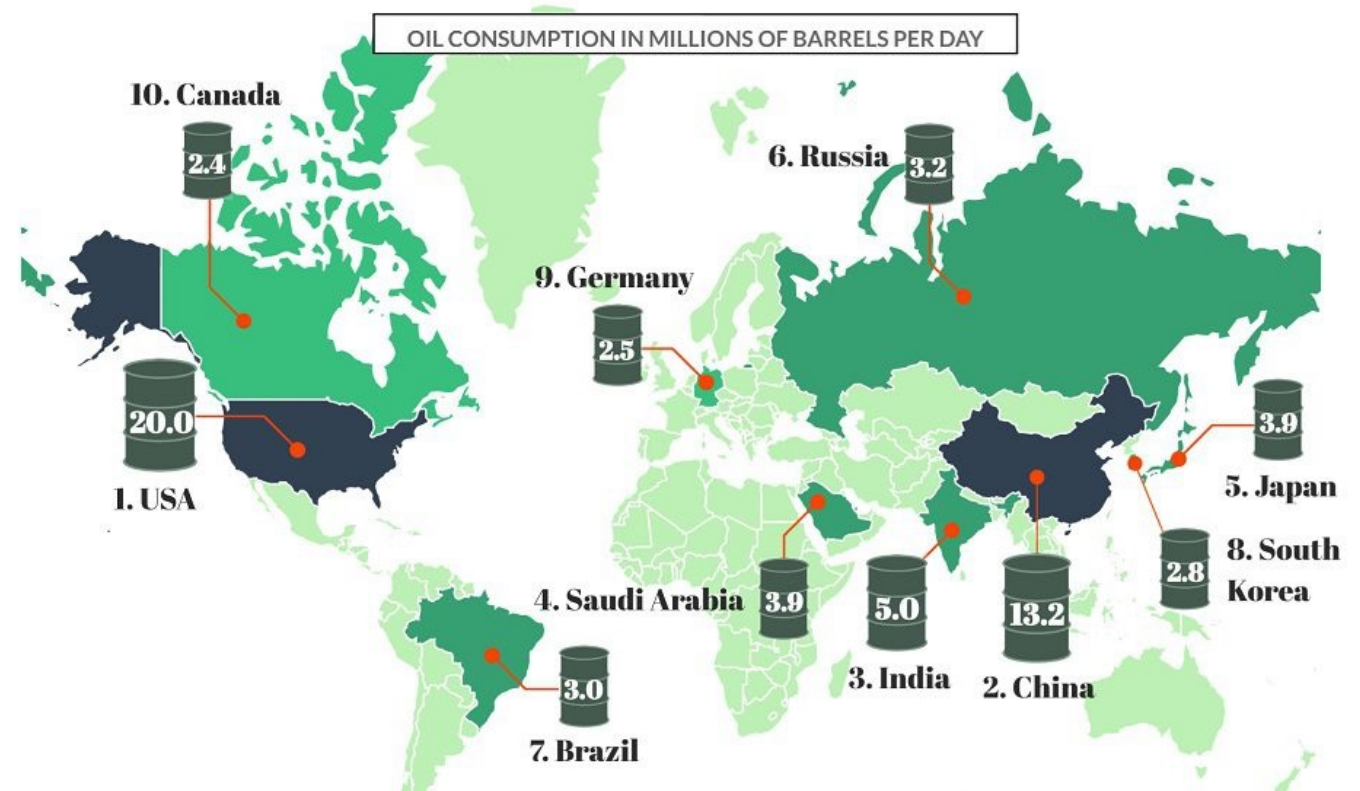 OIL CONSUMPTION IN MILLIONS OF BARRELS PER DAY
10. Canada
2.4
6. Russia
3.2
9. Germany
2.5
20.0
1. USA
3.9
5. Japan
2.8
8. South
Korea
4. Saudi Arabia
3.9
5.0
3. India
13.2
2. China
3.0
7. Brazil